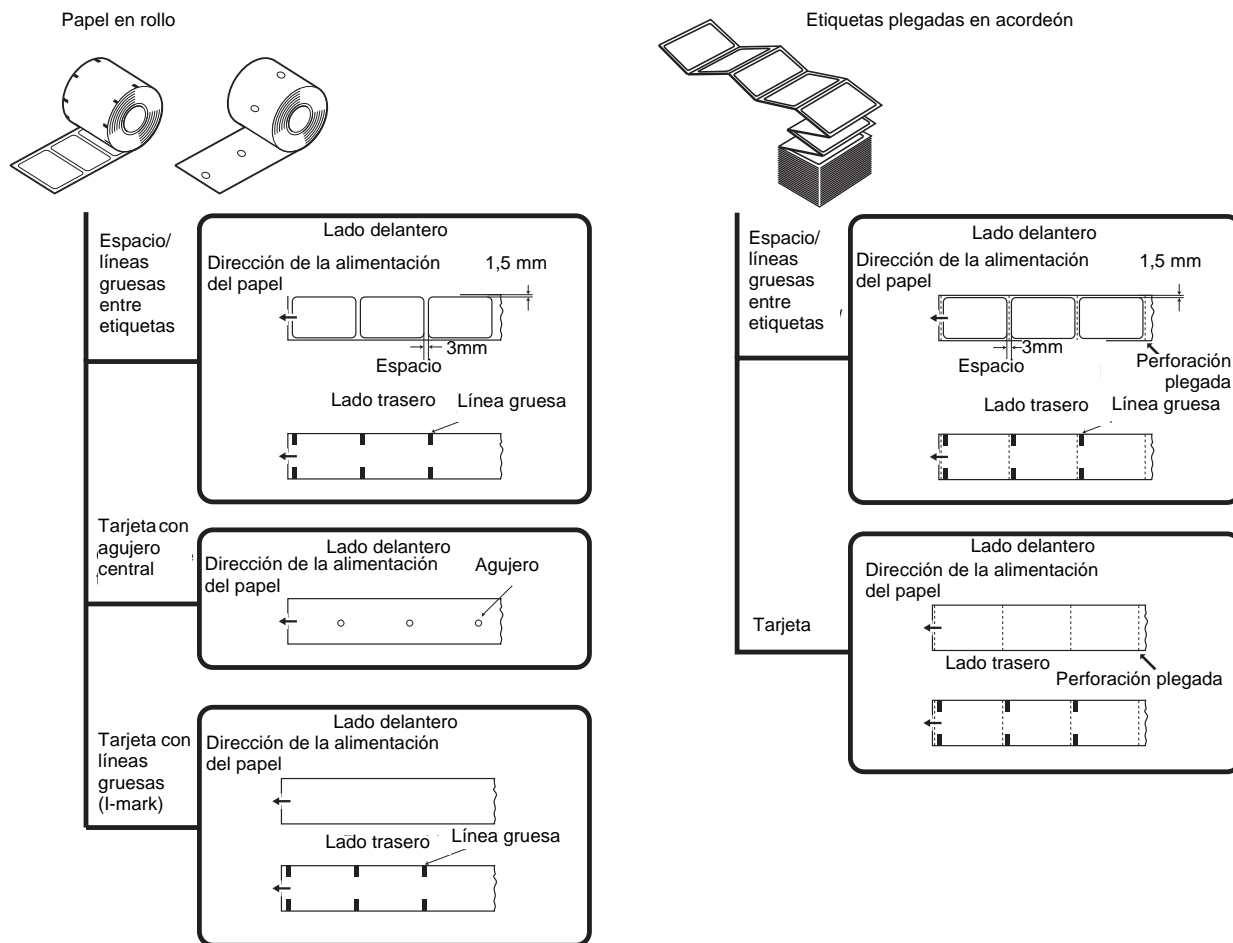 Papel en rollo
Espacio/
líneas
gruesas
entre
etiquetas
Lado delantero
Dirección de la alimentación
del papel
1,5 mm
3mm
Espacio
Lado trasero
Línea gruesa
Tarjeta con
agujero
central
Lado delantero
Dirección de la alimentación
del papel
Agujero
Tarjeta con
líneas
gruesas
(I-mark)
Lado delantero
Dirección de la alimentación
del papel
Lado trasero
Línea gruesa
Etiquetas plegadas en acordeón
Espacio/
líneas
gruesas
entre
etiquetas
Lado delantero
Dirección de la alimentación
del papel
1,5 mm
3mm
Espacio
Perforación
plegada
Lado trasero
Línea gruesa
Tarjeta
Lado delantero
Dirección de la alimentación
del papel
Lado trasero
Perforación plegada